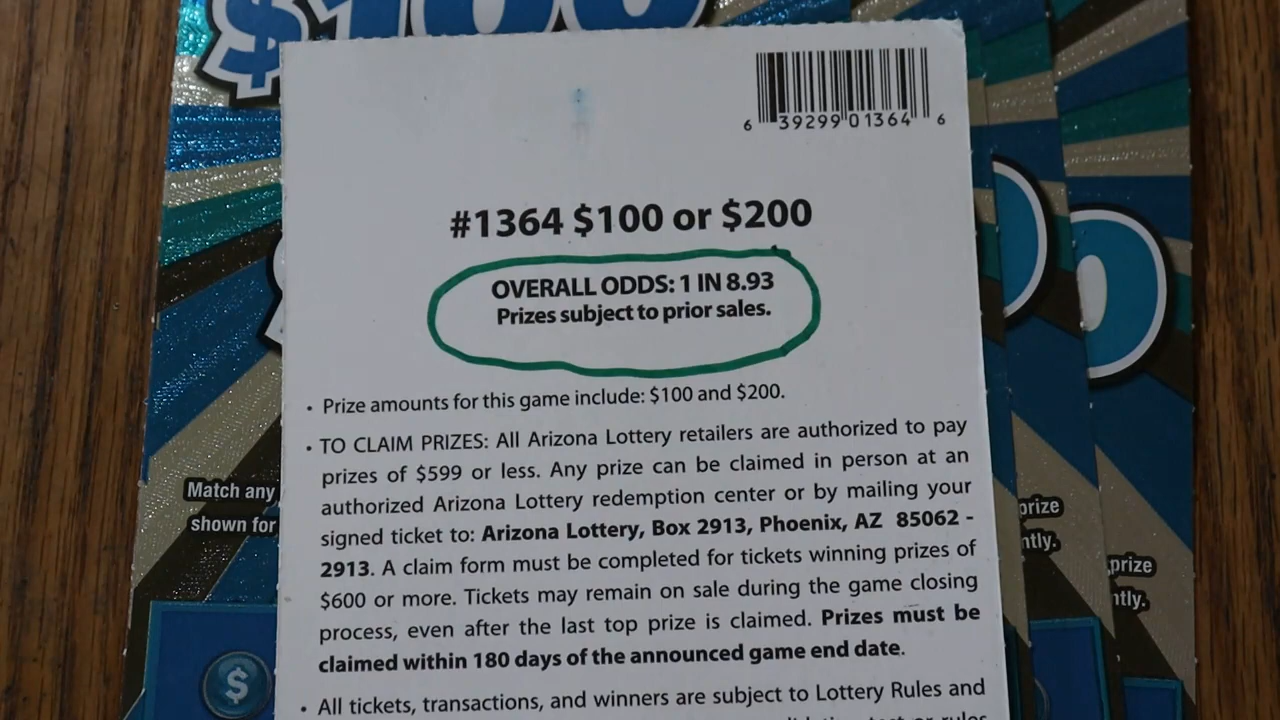 $100
6 39299 01364 6
#1364 $100 or $200
OVERALL ODDS: 1 IN 8.93
Prizes subject to prior sales.
• Prize amounts for this game include: $100 and $200.
• TO CLAIM PRIZES: All Arizona Lottery retailers are authorized to pay
prizes of $599 or less. Any prize can be claimed in person at an
authorized Arizona Lottery redemption center or by mailing your
signed ticket to: Arizona Lottery, Box 2913, Phoenix, AZ 85062 -
2913. A claim form must be completed for tickets winning prizes of
$600 or more. Tickets may remain on sale during the game closing
process, even after the last top prize is claimed. Prizes must be
claimed within 180 days of the announced game end date.
• All tickets, transactions, and winners are subject to Lottery Rules and
Match any
shown for
$
prize
ntly.
prize
ntly.
0